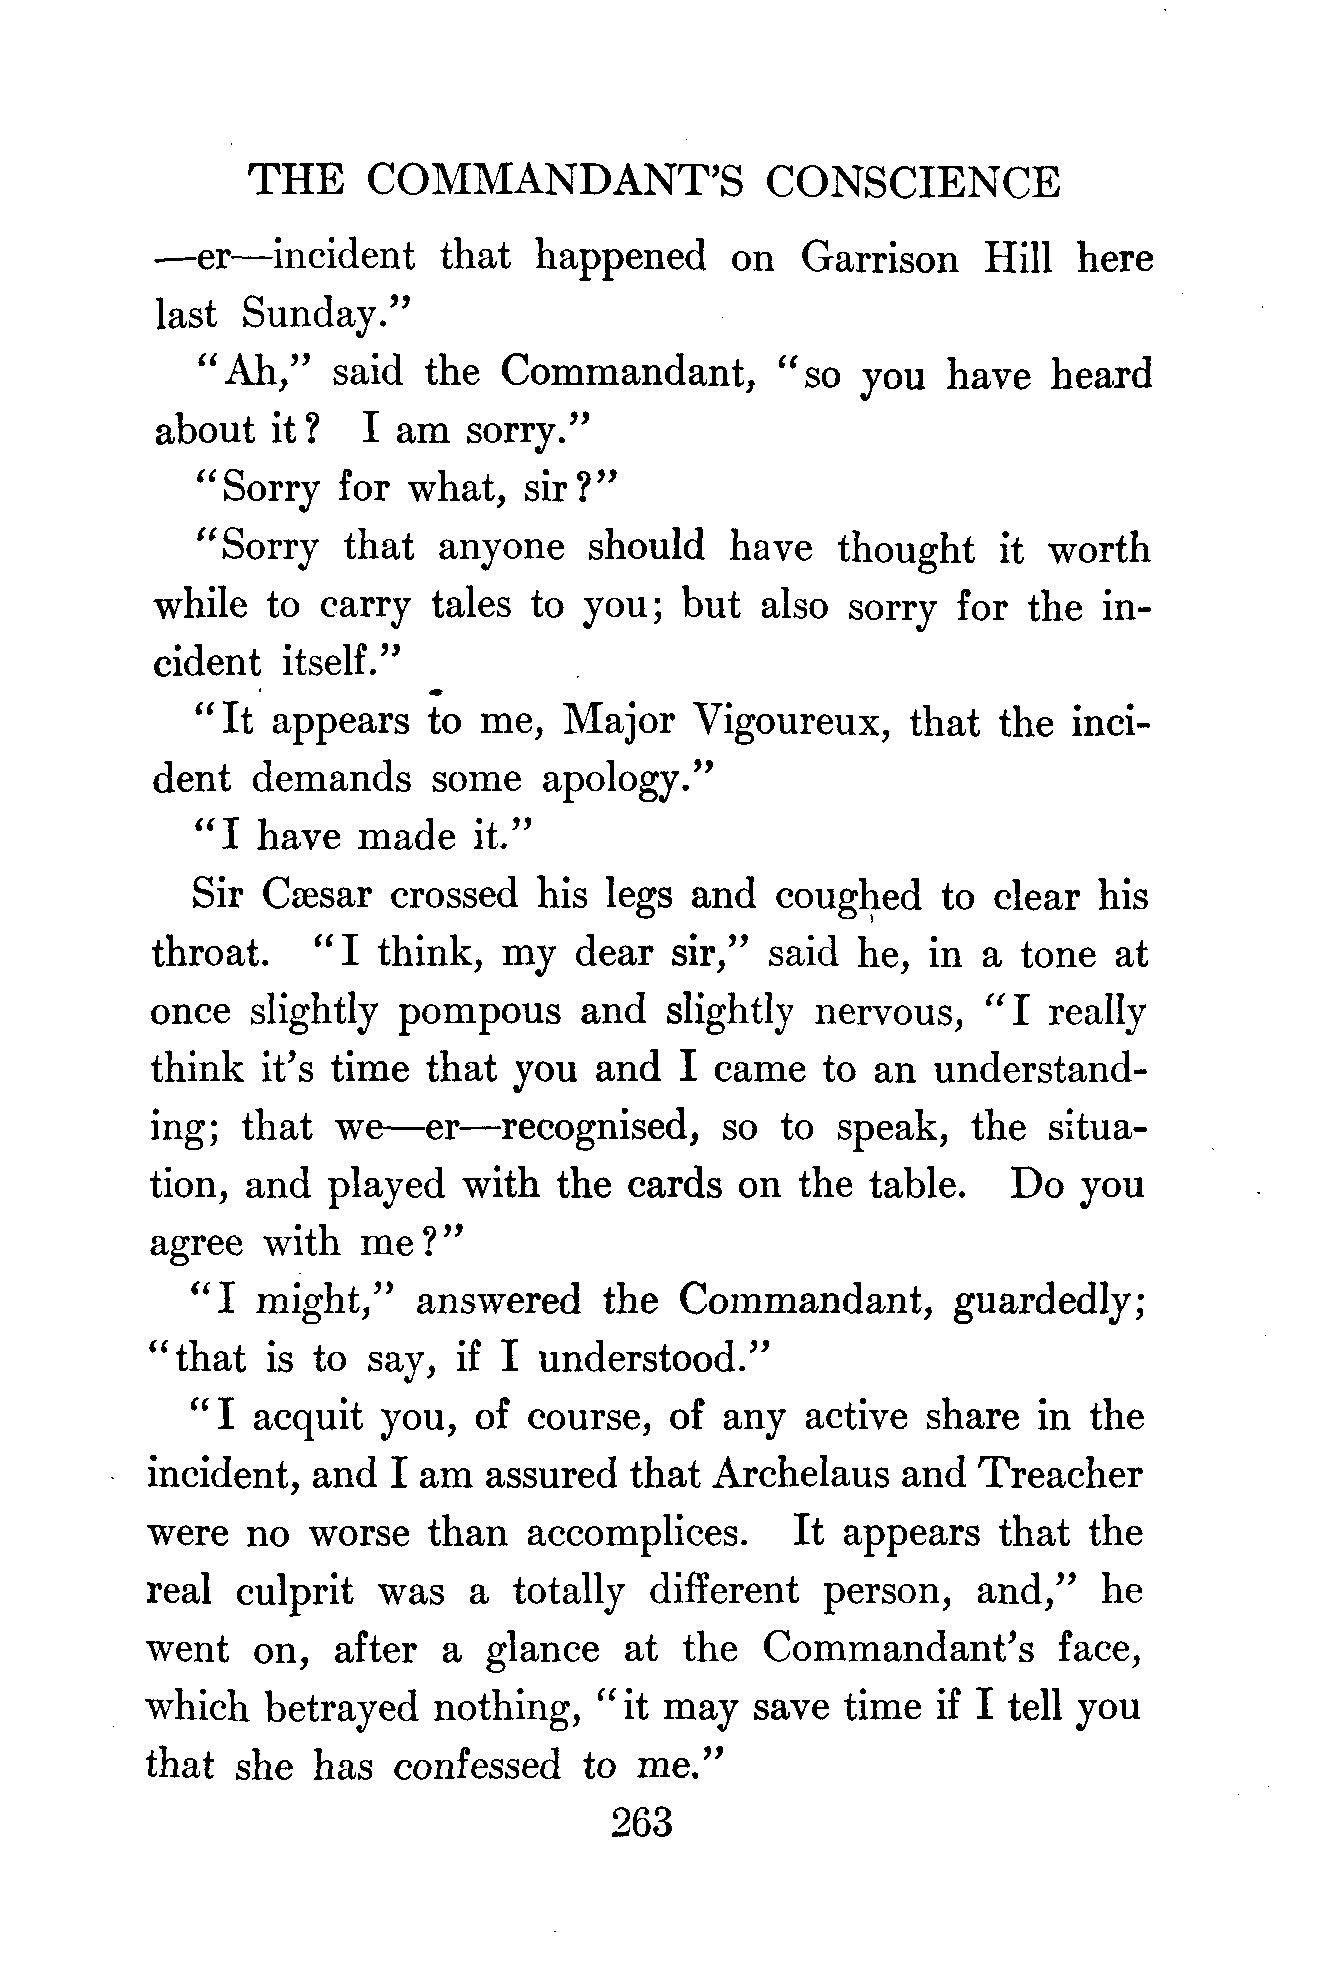 THE COMMANDANT'S CONSCIENCE
—er—incident that happened on Garrison Hill here
last Sunday."
"Ah," said the Commandant, "so you have heard
about it? I am sorry."
"Sorry for what, sir?"
"Sorry that anyone should have thought it worth
while to carry tales to you; but also sorry for the in-
cident itself."
"It appears to me, Major Vigoureux, that the inci-
dent demands some apology."
"I have made it."
Sir Cæsar crossed his legs and coughed to clear his
throat. "I think, my dear sir," said he, in a tone at
once slightly pompous and slightly nervous, "I really
think it's time that you and I came to an understand-
ing; that we—er—recognised, so to speak, the situa-
tion, and played with the cards on the table. Do you
agree with me?"
"I might," answered the Commandant, guardedly;
"that is to say, if I understood."
"I acquit you, of course, of any active share in the
incident, and I am assured that Archelaus and Treacher
were no worse than accomplices. It appears that the
real culprit was a totally different person, and," he
went on, after a glance at the Commandant's face,
which betrayed nothing, "it may save time if I tell you
that she has confessed to me."
263